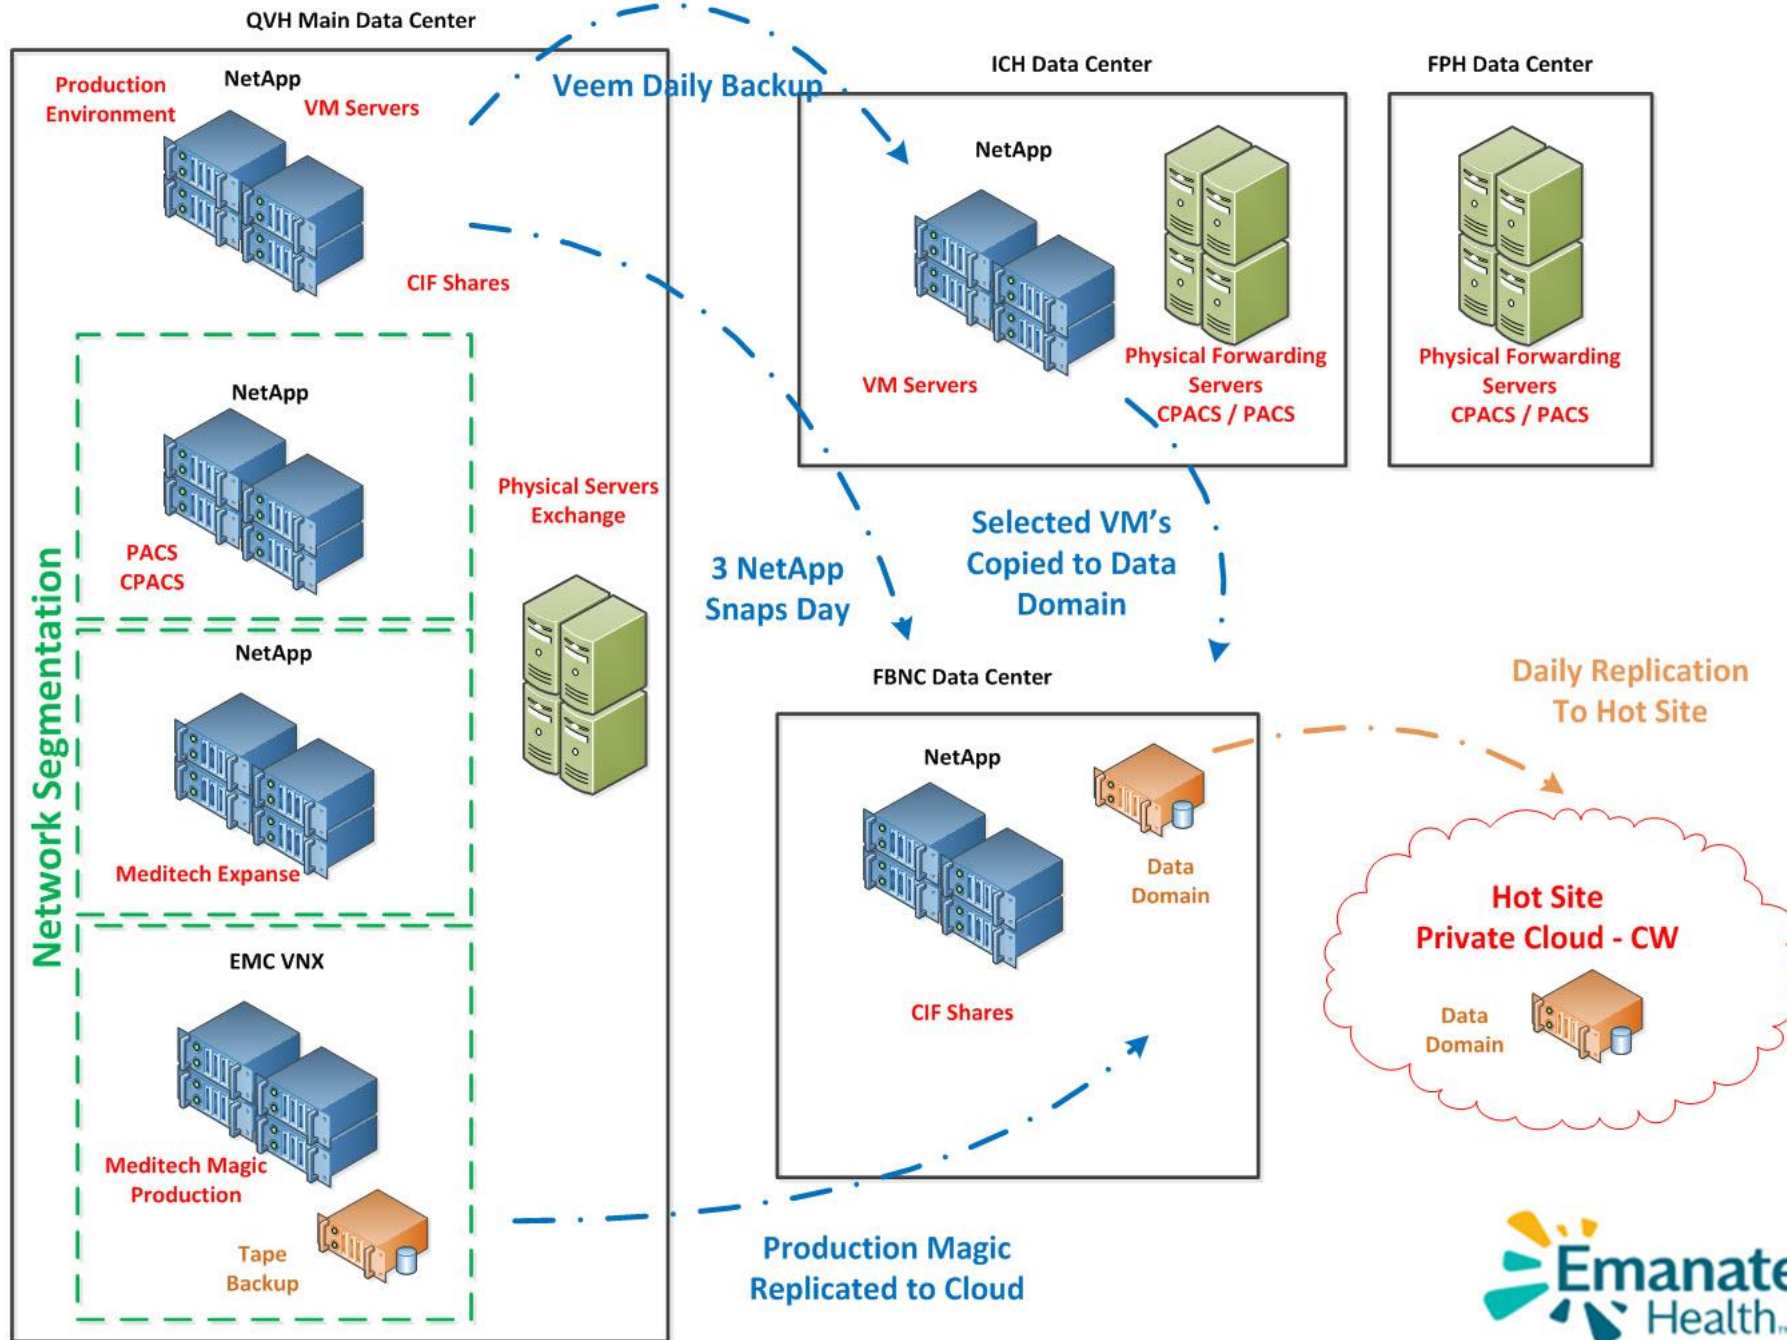 QVH Main Data Center
NetApp
Production
Environment
VM Servers
CIF Shares
Network Segmentation
NetApp
PACS
CPACS
Physical Servers
Exchange
NetApp
Meditech Expanse
EMC VNX
Meditech Magic
Production
Tape
Backup
Veem Daily Backup
ICH Data Center
NetApp
VM Servers
Physical Forwarding
Servers
CPACS / PACS
FPH Data Center
Physical Forwarding
Servers
CPACS / PACS
3 NetApp
Snaps Day
Selected VM's
Copied to Data
Domain
FBNC Data Center
NetApp
Data
Domain
CIF Shares
Production Magic
Replicated to Cloud
Daily Replication
To Hot Site
Hot Site
Private Cloud - CW
Data
Domain
Emanate
Health